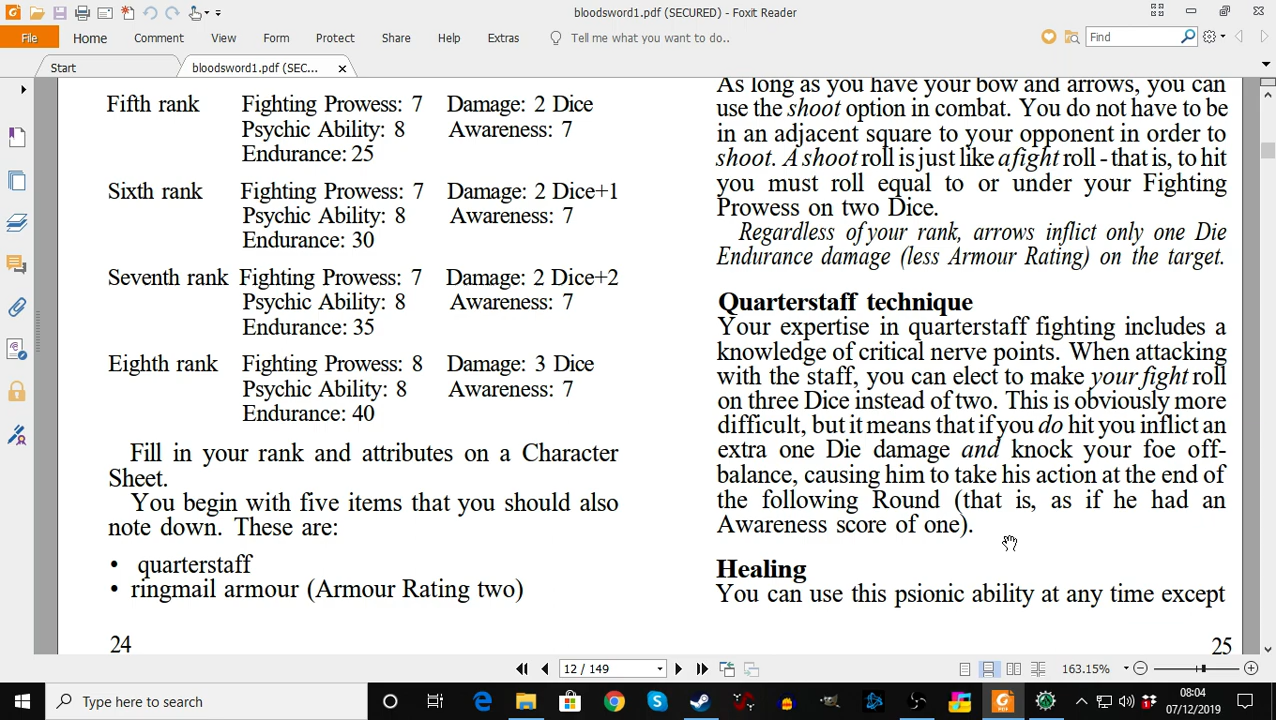 bloodsword1.pdf (SECURED) - Foxit Reader
File
Home
Comment
View
Form
Protect
Share
Help
Extras
Tell me what you want to do..
Find
Start
bloodsword1.pdf (SEC...
Fifth rank Fighting Prowess: 7 Damage: 2 Dice
Psychic Ability: 8 Awareness: 7
Endurance: 25
Sixth rank Fighting Prowess: 7 Damage: 2 Dice+1
Psychic Ability: 8 Awareness: 7
Endurance: 30
Seventh rank Fighting Prowess: 7 Damage: 2 Dice+2
Psychic Ability: 8 Awareness: 7
Endurance: 35
Eighth rank Fighting Prowess: 8 Damage: 3 Dice
Psychic Ability: 8 Awareness: 7
Endurance: 40
Fill in your rank and attributes on a Character
Sheet.
You begin with five items that you should also
note down. These are:
• quarterstaff
• ringmail armour (Armour Rating two)
24
As long as you have your bow and arrows, you can
use the shoot option in combat. You do not have to be
in an adjacent square to your opponent in order to
shoot. A shoot roll is just like a fight roll - that is, to hit
you must roll equal to or under your Fighting
Prowess on two Dice.
Regardless of your rank, arrows inflict only one Die
Endurance damage (less Armour Rating) on the target.
Quarterstaff technique
Your expertise in quarterstaff fighting includes a
knowledge of critical nerve points. When attacking
with the staff, you can elect to make your fight roll
on three Dice instead of two. This is obviously more
difficult, but it means that if you do hit you inflict an
extra one Die damage and knock your foe off-
balance, causing him to take his action at the end of
the following Round (that is, as if he had an
Awareness score of one).
Healing
You can use this psionic ability at any time except
25
12 / 149
163.15%
Type here to search
08:04
07/12/2019